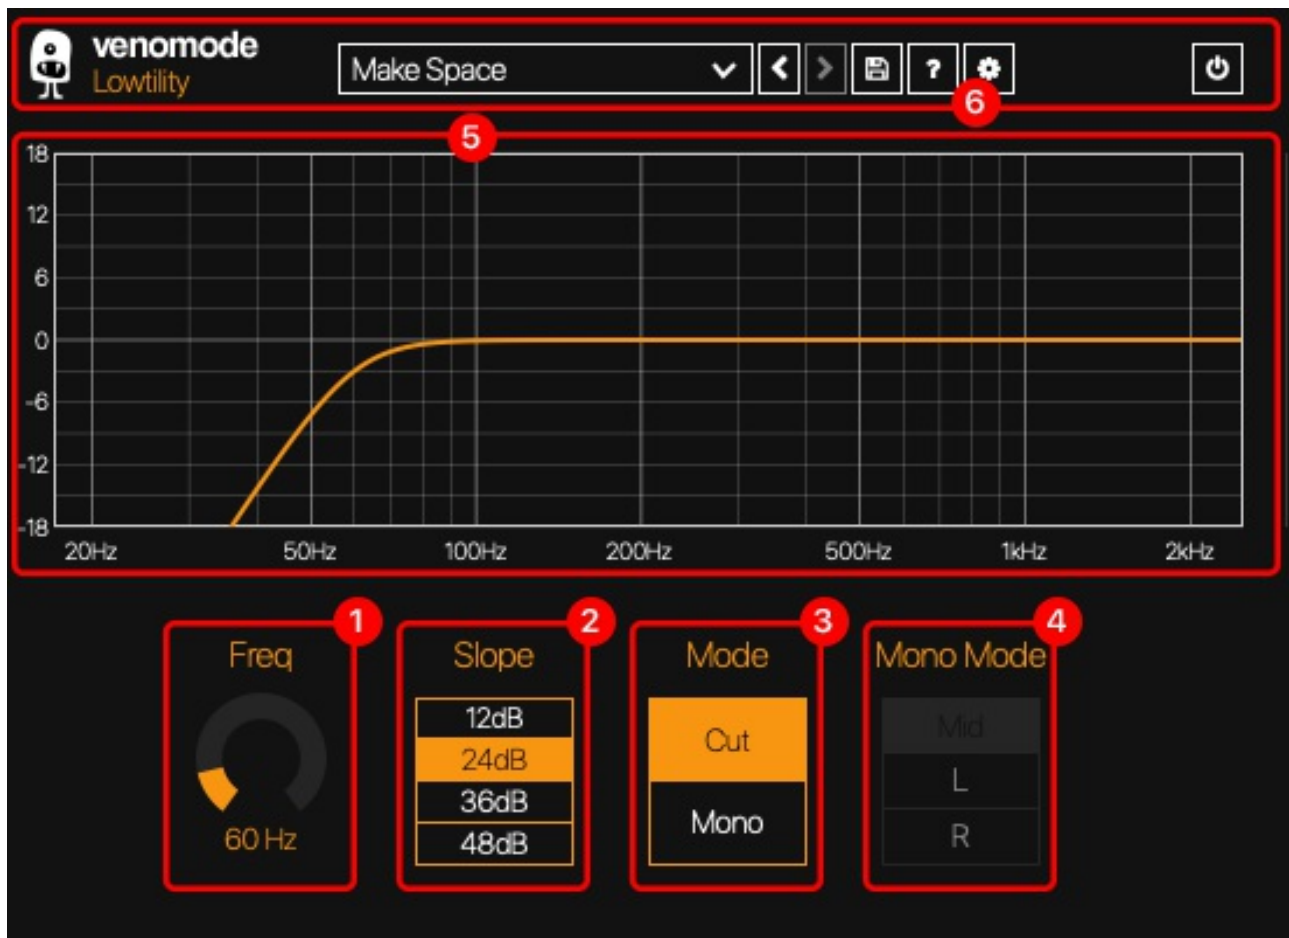 venomode
Lowtility
Make Space
?
6
5
18
12
6
0
-6
-12
-18
20Hz 50Hz 100Hz 200Hz 500Hz 1kHz 2kHz
1 2 3 4
Freq Slope Mode Mono Mode
12dB
24dB
36dB
48dB
Cut
Mono
Mid
L
R
60 Hz